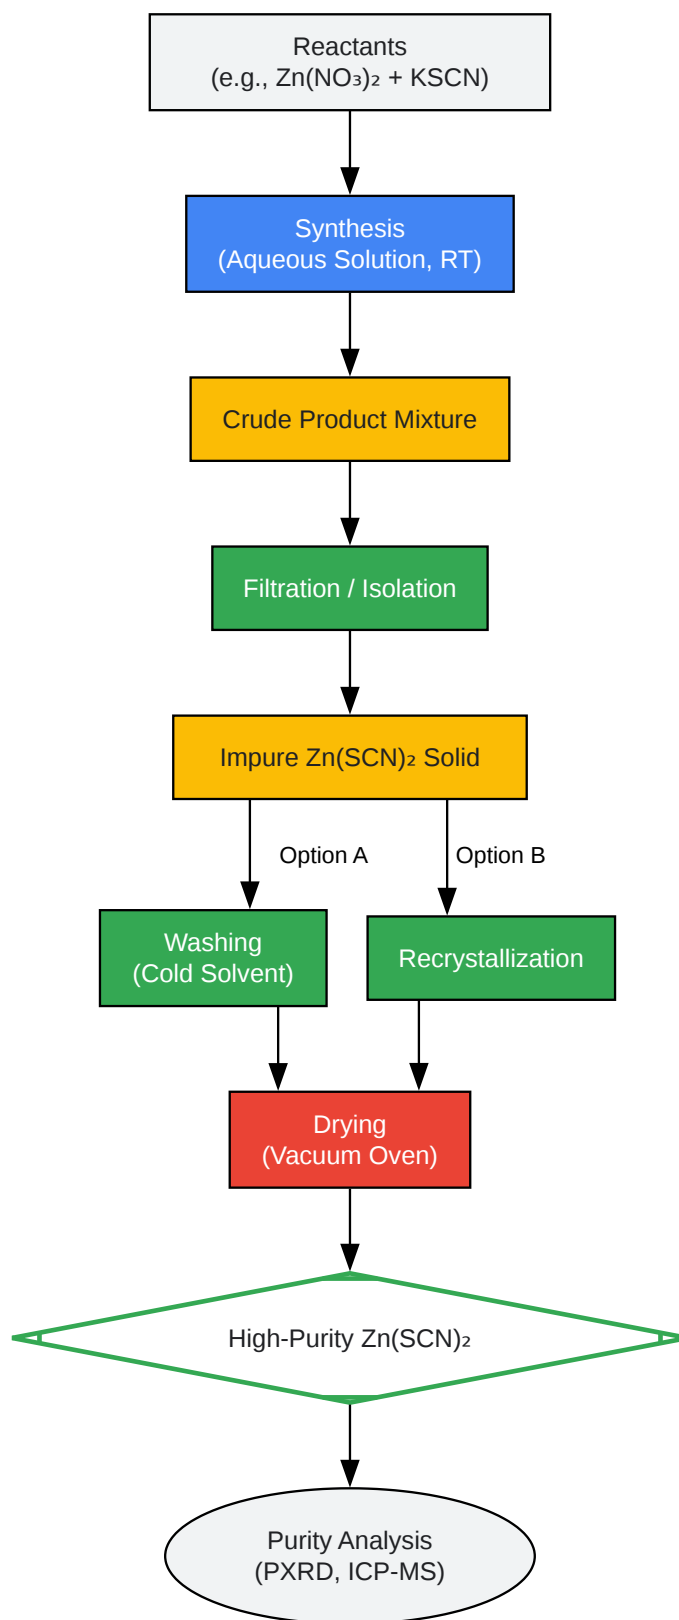 Reactants
(e.g., Zn(NO₃)₂ + KSCN)
Synthesis
(Aqueous Solution, RT)
Crude Product Mixture
Filtration / Isolation
Impure Zn(SCN)₂ Solid
Option A
Option B
Washing
(Cold Solvent)
Recrystallization
Drying
(Vacuum Oven)
High-Purity Zn(SCN)₂
Purity Analysis
(PXRD, ICP-MS)